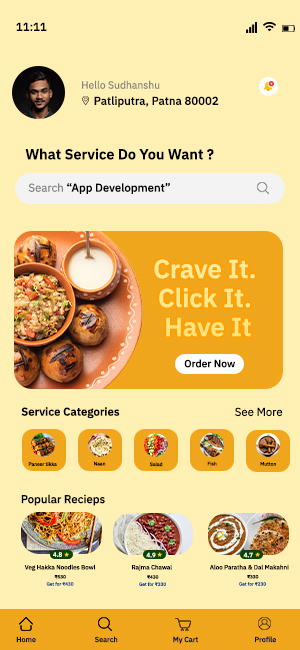 11:11
Hello Sudhanshu
Patliputra, Patna 80002
What Service Do You Want ?
Search “App Development”
Crave It.
Click It.
Have It
Order Now
Service Categories
See More
Paneer tikka
Naan
Salad
Fish
Mutton
Popular Recieps
4.8 ★
4.9 ★
4.7 ★
Veg Hakka Noodles Bowl
Rajma Chawal
Aloo Paratha & Dal Makahni
₹530
₹430
₹330
Get for ₹430
Get for ₹230
Get for ₹230
Home
Search
My Cart
Profile